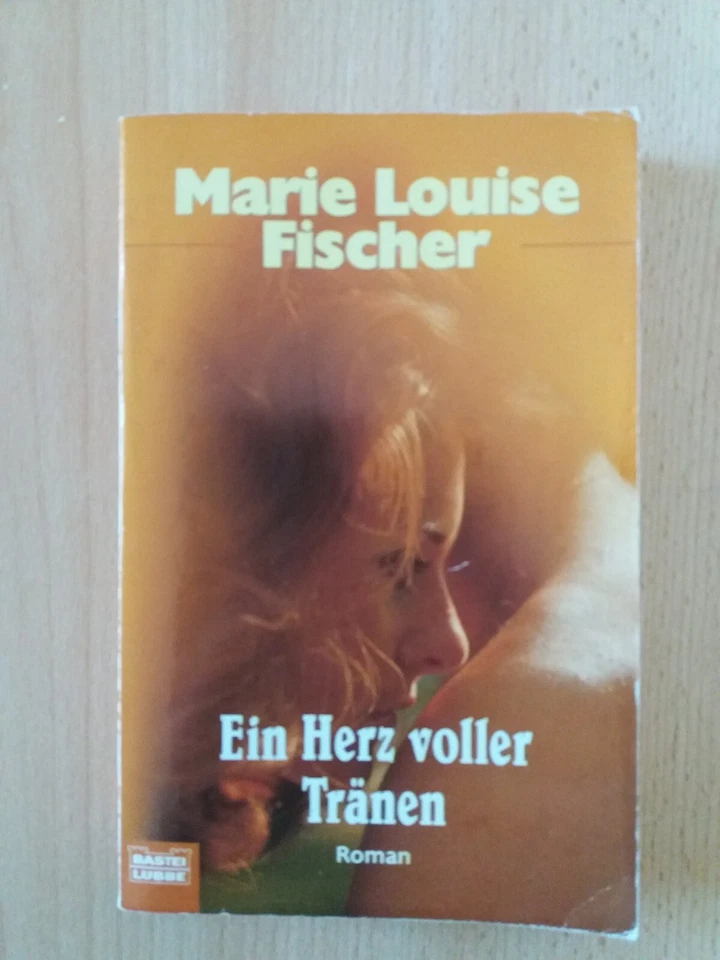 Marie Louise
Fischer
Ein Herz voller
Tränen
Roman
BASTEI
LÜBBE